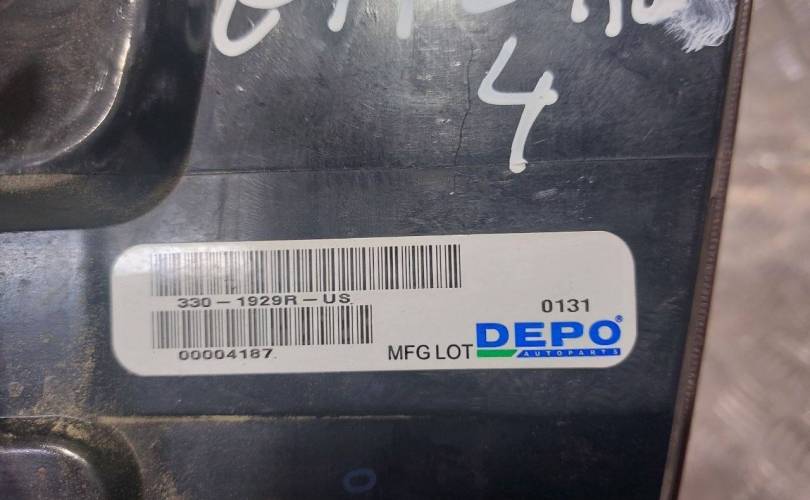 4
330-1929R-US
0131
00004187
MFG LOT DEPO®
AUTOPARTS